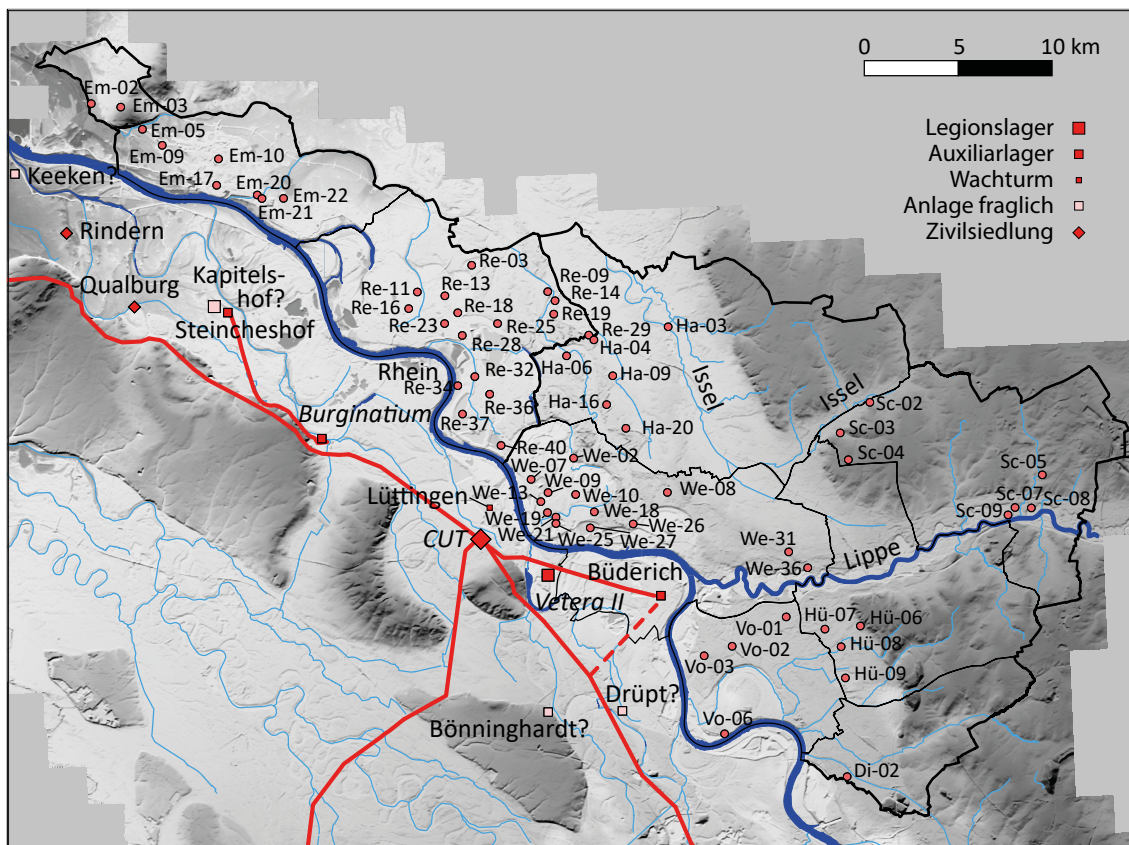 0 5 10 km
Legionslager
Auxiliarlager
Wachturm
Anlage fraglich
Zivilsiedlung
Em-02
Em-03
Em-05
Em-09
Em-10
Em-17
Em-20
Em-21
Em-22
Keeken?
Rindern
Qualburg
Kapitels-
hof?
Steincheshof
Re-03
Re-09
Re-11
Re-13
Re-14
Re-16
Re-18
Re-19
Re-23
Re-25
Re-28
Re-29
Ha-03
Ha-04
Ha-06
Ha-09
Rhein
Re-32
Re-34
Re-36
Re-37
Issel
Issel
Burginatium
Ha-16
Ha-20
Sc-02
Sc-03
Sc-04
Sc-05
Sc-07
Sc-08
Sc-09
Re-40
We-02
We-07
We-09
We-08
We-13
We-10
Lüttingen
We-18
We-19
We-26
We-21
We-25
We-27
CUT
We-31
We-36
Lippe
Büderich
Vetera II
Vo-01
Vo-02
Vo-03
Hü-07
Hü-06
Hü-08
Hü-09
Drüpt?
Bönninghardt?
Vo-06
Di-02